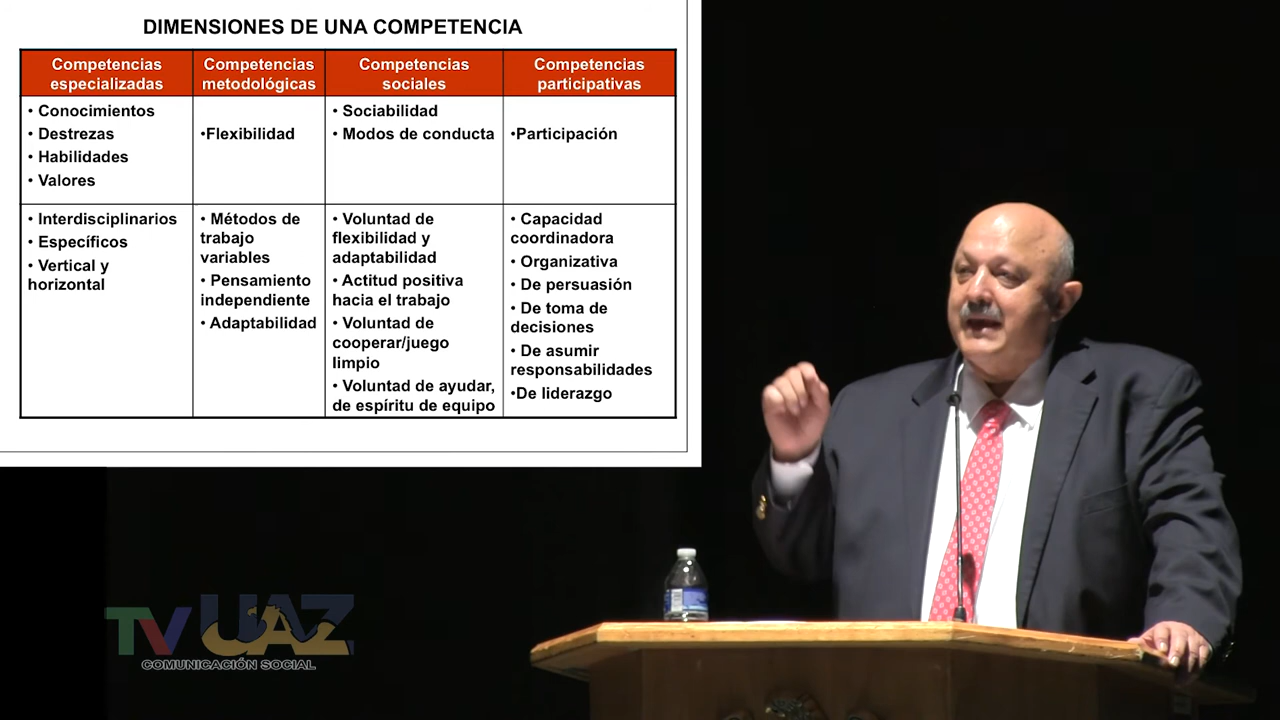 DIMENSIONES DE UNA COMPETENCIA
Competencias
especializadas
Competencias
metodológicas
Competencias
sociales
Competencias
participativas
• Conocimientos
• Destrezas
• Habilidades
• Valores
•Flexibilidad
• Sociabilidad
• Modos de conducta
•Participación
• Interdisciplinarios
• Específicos
• Vertical y
horizontal
• Métodos de
trabajo
variables
• Pensamiento
independiente
• Adaptabilidad
• Voluntad de
flexibilidad y
adaptabilidad
• Actitud positiva
hacia el trabajo
• Voluntad de
cooperar/juego
limpio
• Voluntad de ayudar,
de espíritu de equipo
• Capacidad
coordinadora
• Organizativa
• De persuasión
• De toma de
decisiones
• De asumir
responsabilidades
•De liderazgo
TV UAZ
COMUNICACIÓN SOCIAL